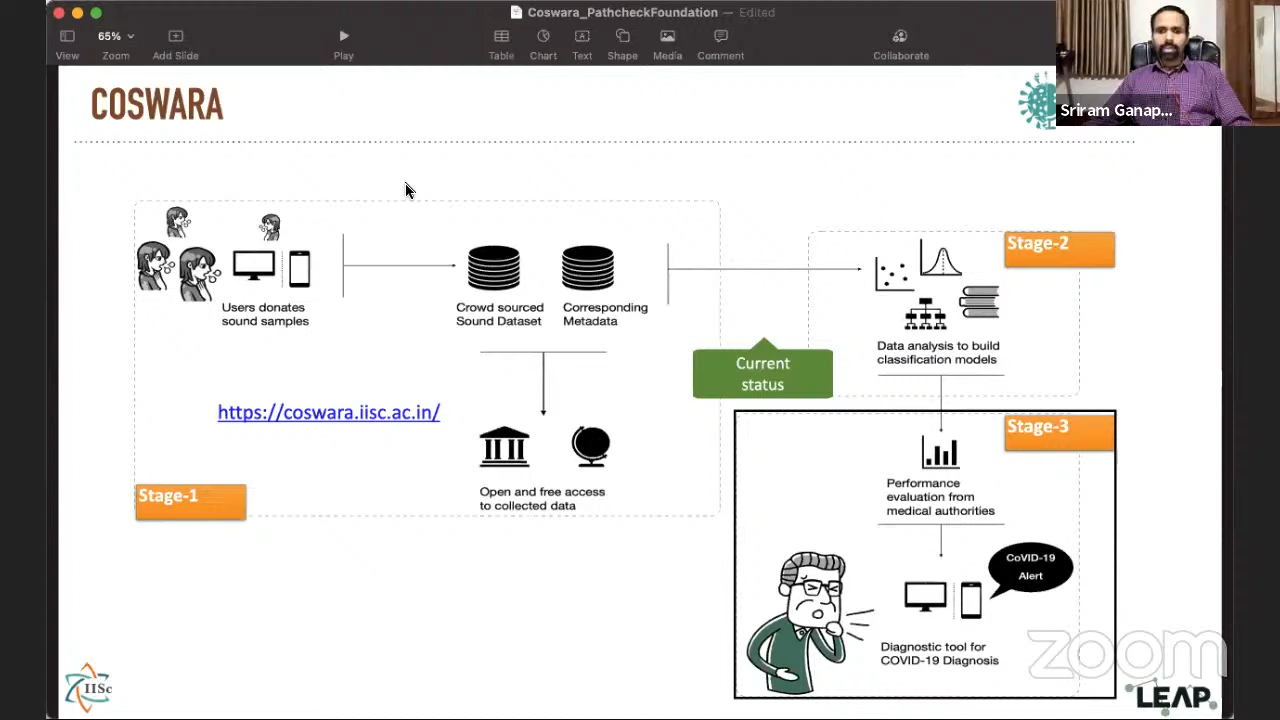 Coswara_PathcheckFoundation — Edited
65%
View
Zoom
Add Slide
Play
Table
Chart
Text
Shape
Media
Comment
Collaborate
Sriram Ganap...
COSWARA
Users donates
sound samples
Crowd sourced
Sound Dataset
Corresponding
Metadata
Stage-2
Data analysis to build
classification models
Current
status
https://coswara.iisc.ac.in/
Open and free access
to collected data
Stage-1
Stage-3
Performance
evaluation from
medical authorities
CoVID-19
Alert
Diagnostic tool for
COVID-19 Diagnosis
zoom
IISc
LEAP